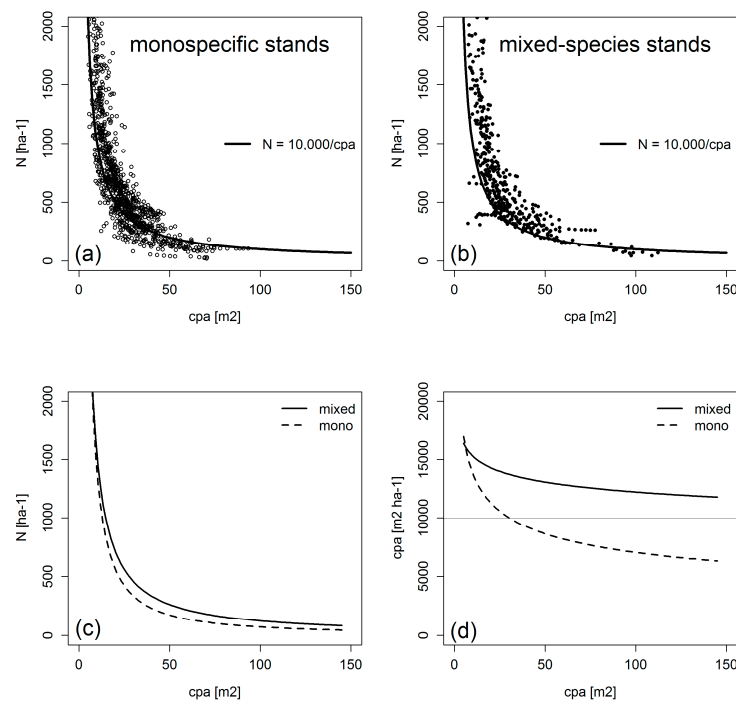 monospecific stands
N = 10.000/cpa
(a)
N [ha-1]
0
500
1000
1500
2000
0
50
100
150
cpa [m2]
mixed-species stands
N = 10.000/cpa
(b)
N [ha-1]
0
500
1000
1500
2000
0
50
100
150
cpa [m2]
mixed
mono
(c)
N [ha-1]
0
500
1000
1500
2000
0
50
100
150
cpa [m2]
mixed
mono
(d)
cpa [m2 ha-1]
0
5000
10000
15000
20000
0
50
100
150
cpa [m2]